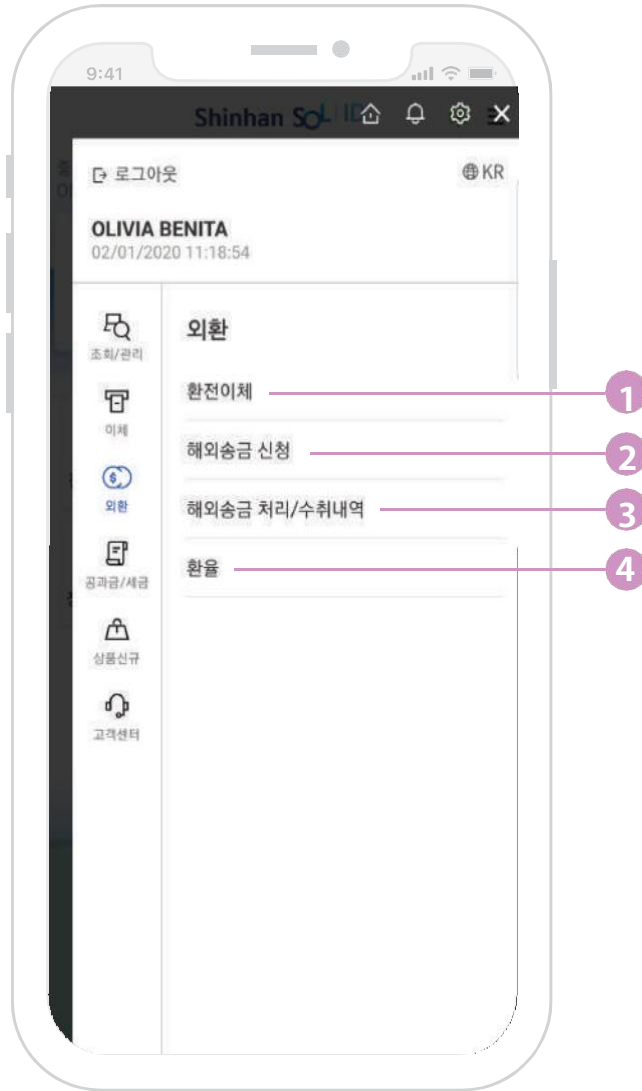 9:41
Shinhan SOL ID
로그아웃
KR
OLIVIA BENITA
02/01/2020 11:18:54
조회/관리
이체
외환
공과금/세금
상품신규
고객센터
외환
환전이체
1
해외송금 신청
2
해외송금 처리/수취내역
3
환율
4